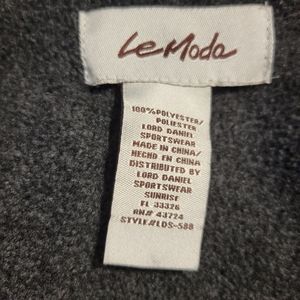 Le Moda
100% POLYESTER/
POLIESTER
LORD DANIEL
SPORTSWEAR
MADE IN CHINA/
HECHO EN CHINA
DISTRIBUTED BY
LORD DANIEL
SPORTSWEAR
SUNRISE
FL 33326
RN# 43724
STYLE#LDS-588